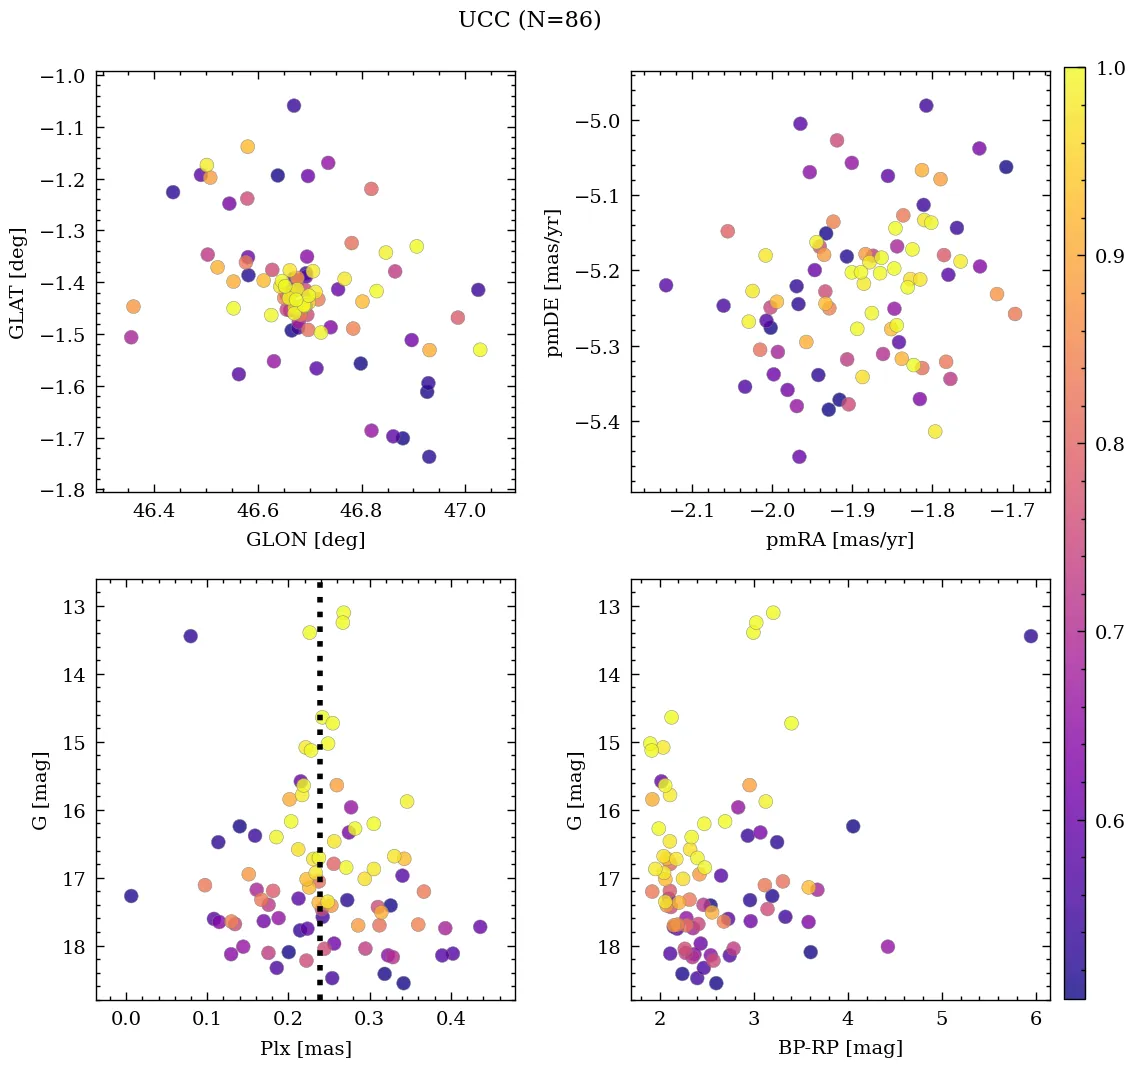 UCC (N=86)
−1.0
−1.1
−1.2
−1.3
−1.4
−1.5
−1.6
−1.7
−1.8
GLAT [deg]
46.4 46.6 46.8 47.0
GLON [deg]
−5.0
−5.1
−5.2
−5.3
−5.4
pmDE [mas/yr]
−2.1 −2.0 −1.9 −1.8 −1.7
pmRA [mas/yr]
1.0
0.9
0.8
0.7
0.6
13
14
15
16
17
18
G [mag]
0.0 0.1 0.2 0.3 0.4
Plx [mas]
13
14
15
16
17
18
G [mag]
2 3 4 5 6
BP-RP [mag]